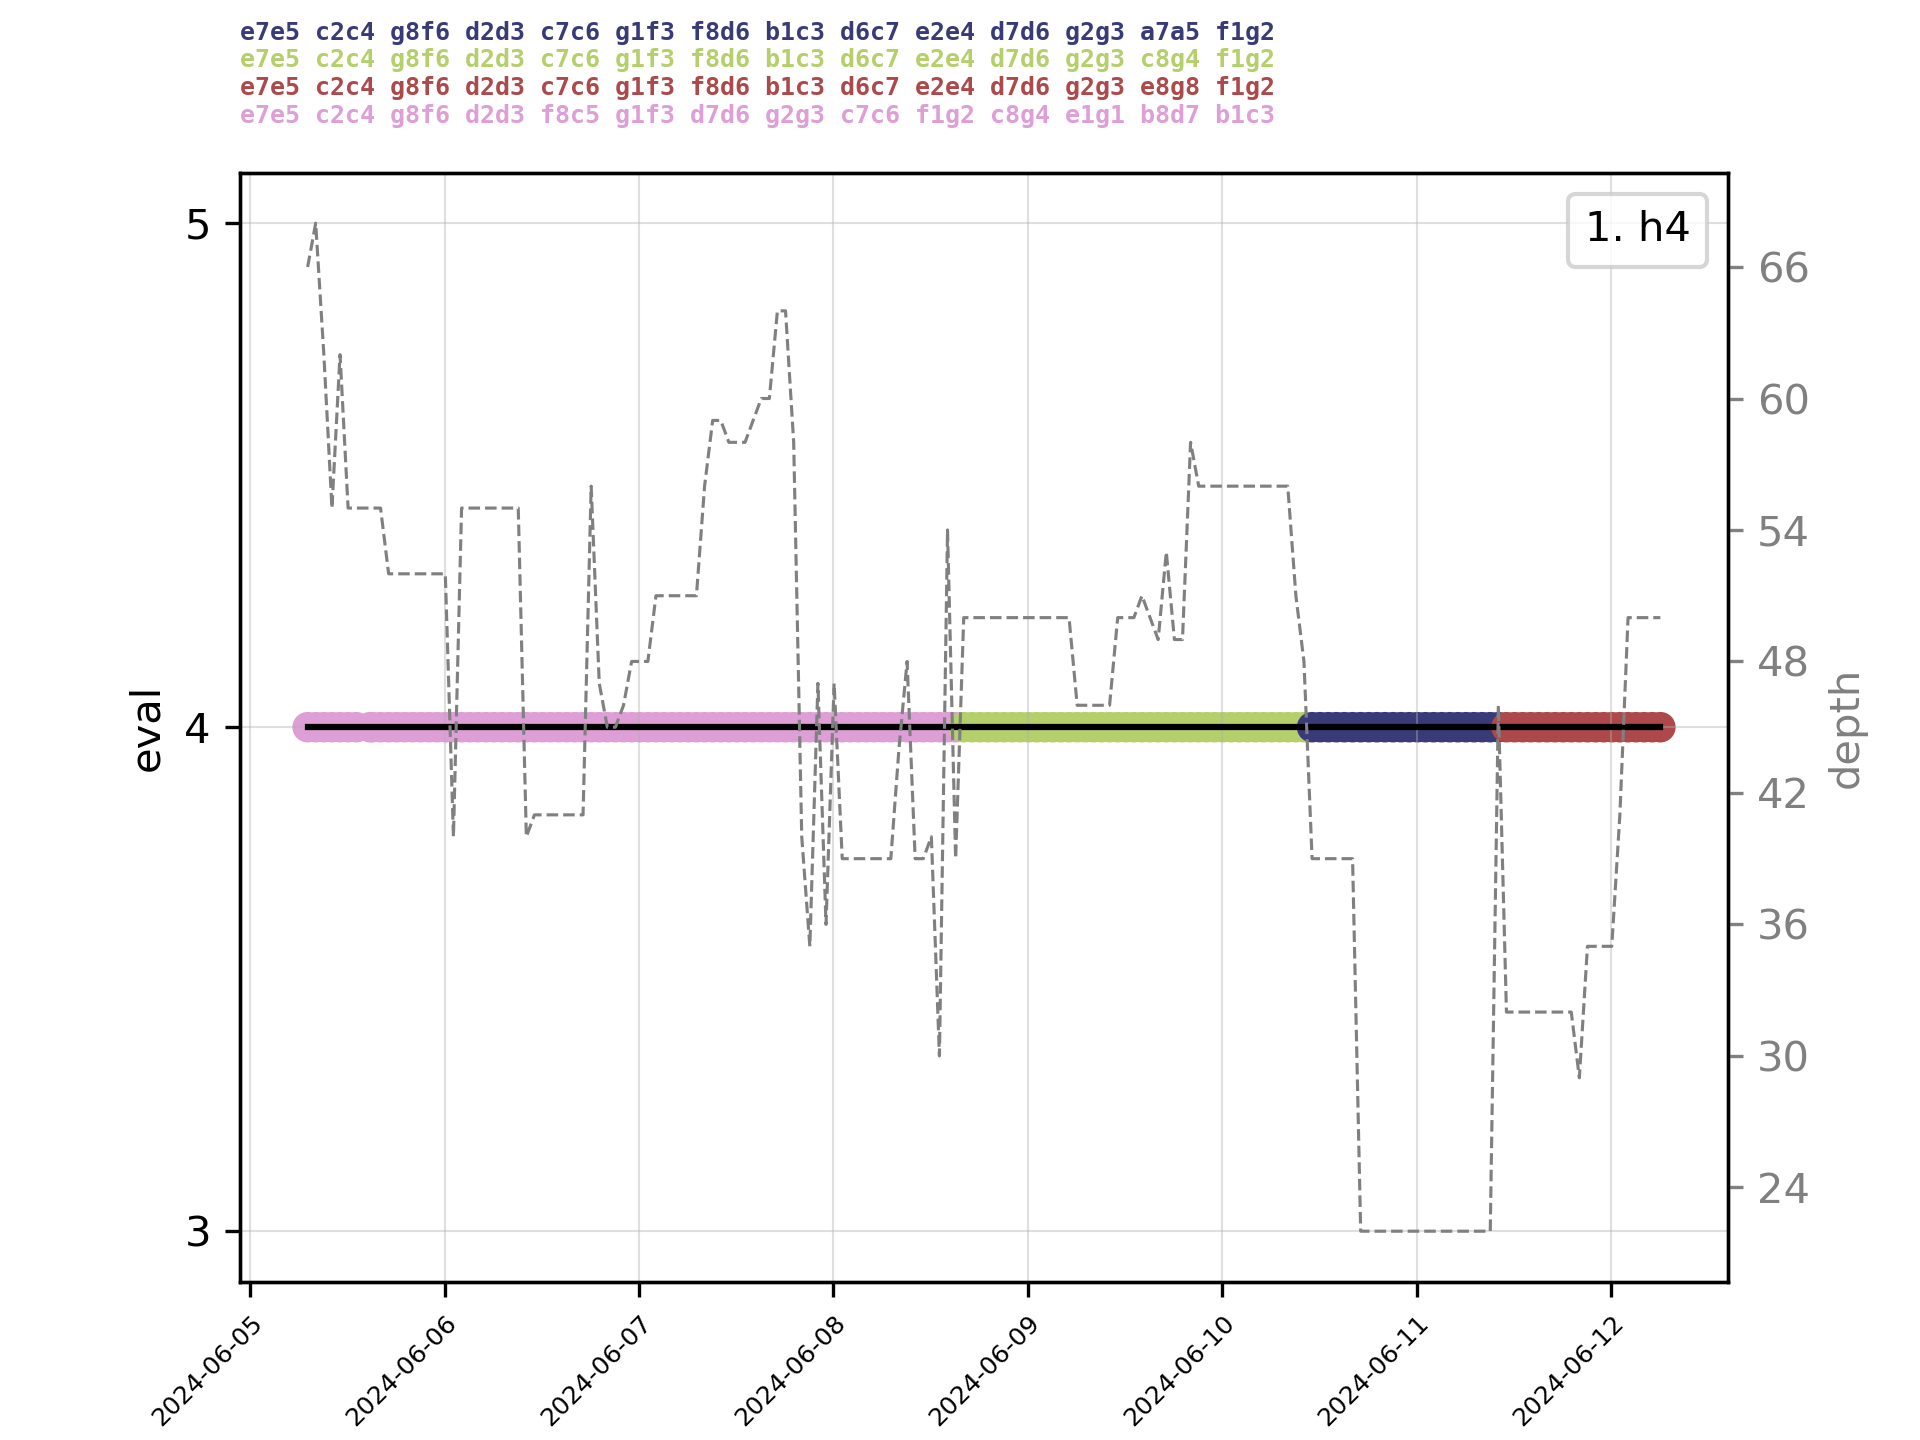 e7e5 c2c4 g8f6 d2d3 c7c6 g1f3 f8d6 b1c3 d6c7 e2e4 d7d6 g2g3 a7a5 f1g2
e7e5 c2c4 g8f6 d2d3 c7c6 g1f3 f8d6 b1c3 d6c7 e2e4 d7d6 g2g3 c8g4 f1g2
e7e5 c2c4 g8f6 d2d3 c7c6 g1f3 f8d6 b1c3 d6c7 e2e4 d7d6 g2g3 e8g8 f1g2
e7e5 c2c4 g8f6 d2d3 f8c5 g1f3 d7d6 g2g3 c7c6 f1g2 c8g4 e1g1 b8d7 b1c3
1. h4
5
4
3
eval
66
60
54
48
42
36
30
24
depth
2024-06-05
2024-06-06
2024-06-07
2024-06-08
2024-06-09
2024-06-10
2024-06-11
2024-06-12